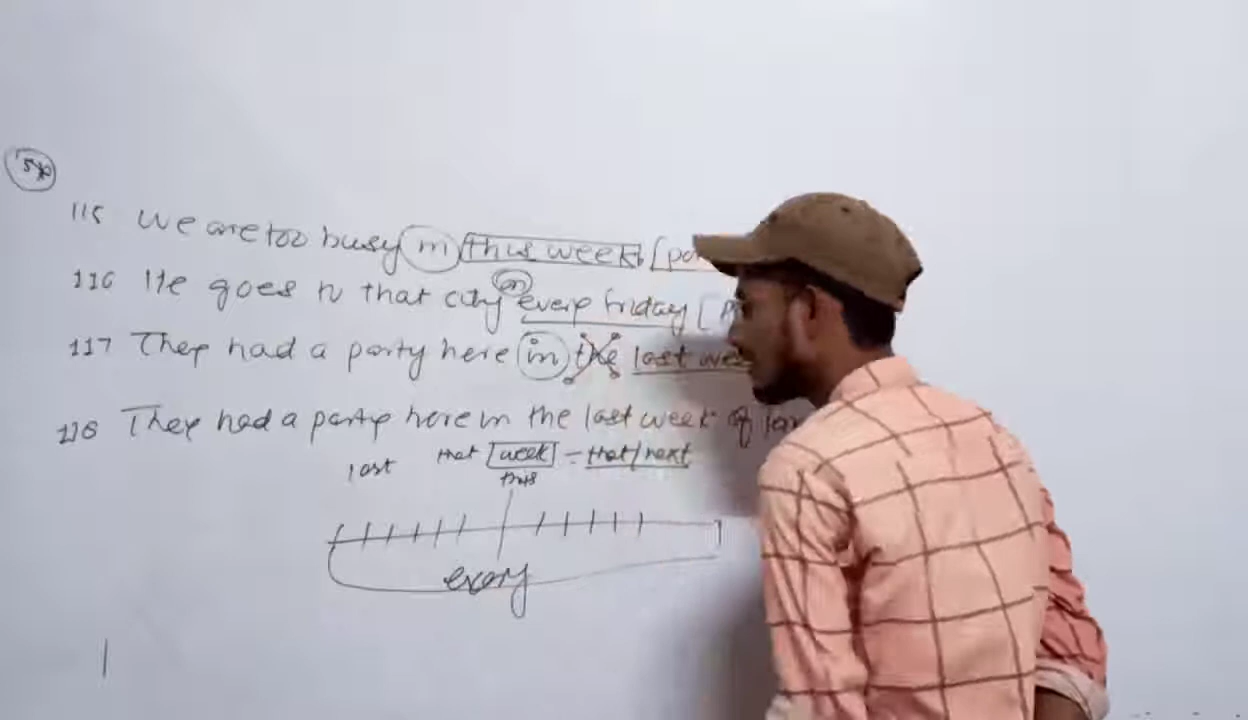 115 We are too busy in this week [
116 He goes to that city on every friday [
117 They had a party here in the last
118 They had a party here in the last week of
last that week = that/next
this
every